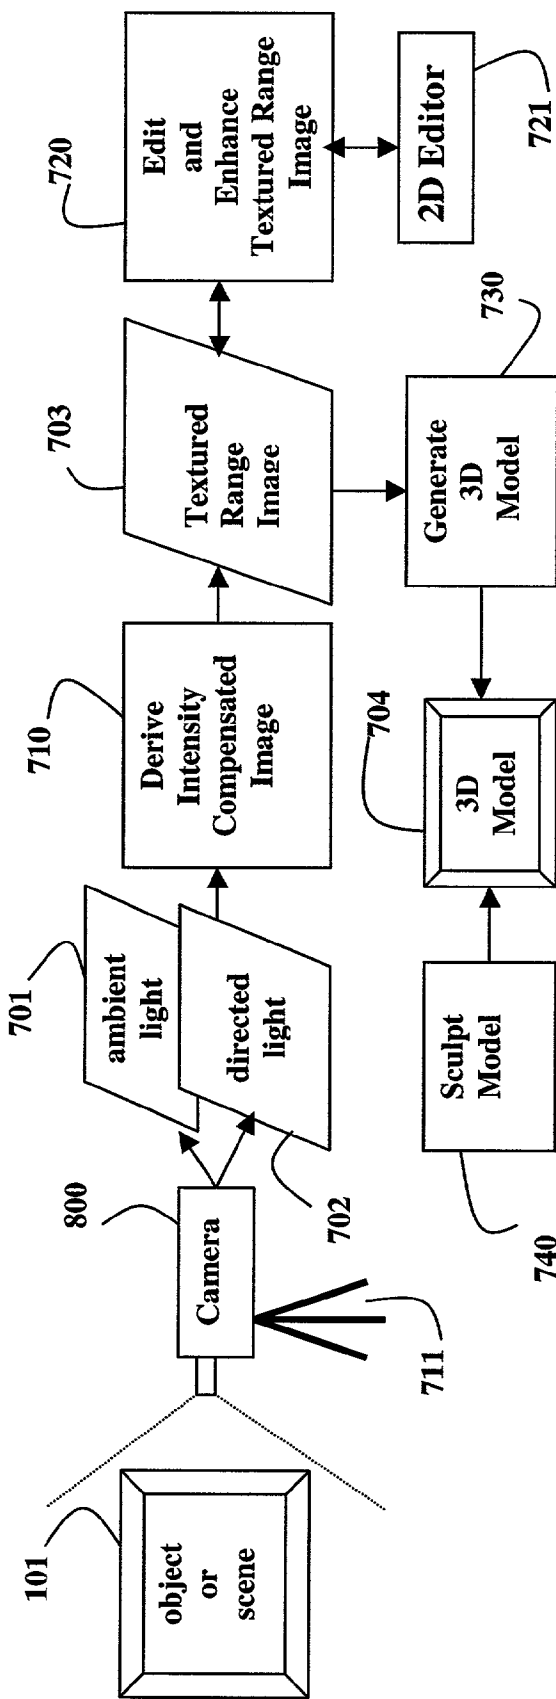 101
object
or
scene
Camera
800
711
701
ambient
light
directed
light
702
710
Derive
Intensity
Compensated
Image
703
Textured
Range
Image
720
Edit
and
Enhance
Textured Range
Image
2D Editor
721
730
Generate
3D
Model
704
3D
Model
Sculpt
Model
740